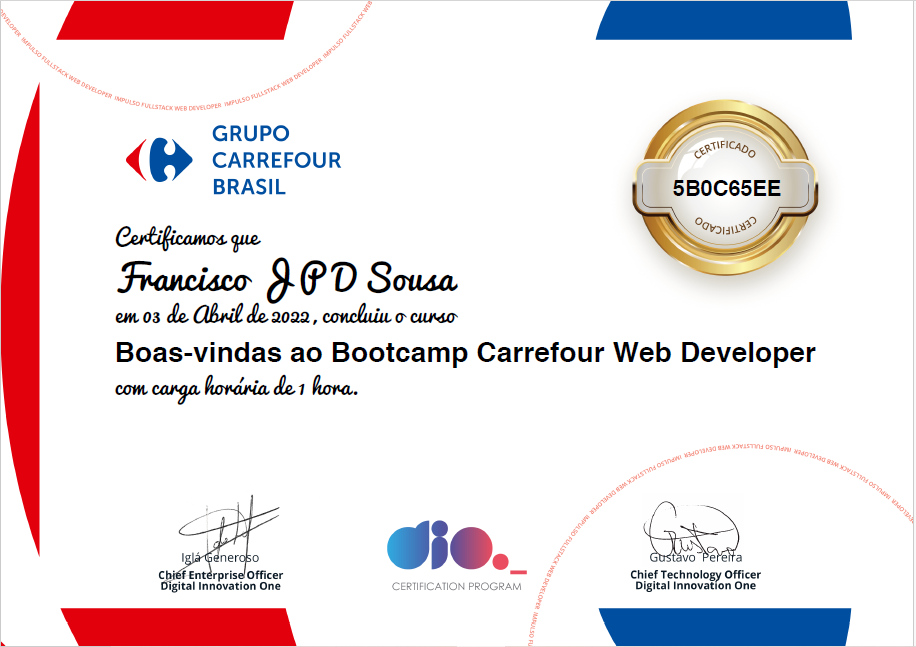 IMPULSO FULLSTACK WEB DEVELOPER IMPULSO FULLSTACK WEB DEVELOPER IMPULSO FULLSTACK WEB DEVELOPER
GRUPO
CARREFOUR
BRASIL
CERTIFICADO
5B0C65EE
CERTIFICADO
Certificamos que
Francisco J P D Sousa
em 03 de Abril de 2022, concluiu o curso
Boas-vindas ao Bootcamp Carrefour Web Developer
com carga horária de 1 hora.
IMPULSO FULLSTACK WEB DEVELOPER IMPULSO FULLSTACK WEB DEVELOPER IMPULSO FULLSTACK WEB DEVELOPER
Iglá Generoso
Chief Enterprise Officer
Digital Innovation One
dio_
CERTIFICATION PROGRAM
Gustavo
Gustavo Pereira
Chief Technology Officer
Digital Innovation One